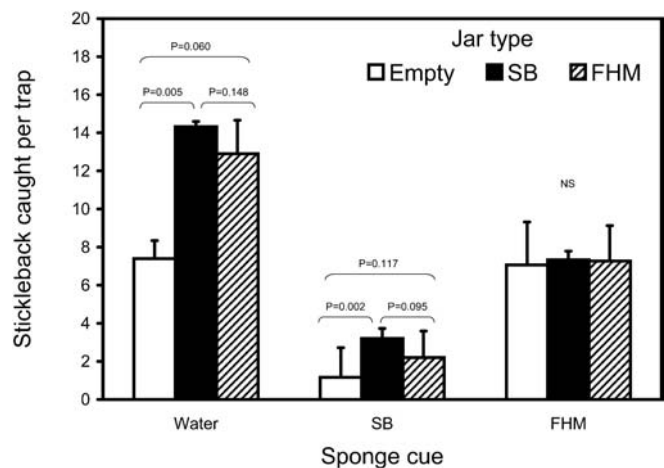 20
18
16
14
12
10
8
6
4
2
0
Stickleback caught per trap
Jar type
Empty SB FHM
P=0.060
P=0.005 P=0.148
P=0.117
P=0.002 P=0.095
NS
Water SB FHM
Sponge cue